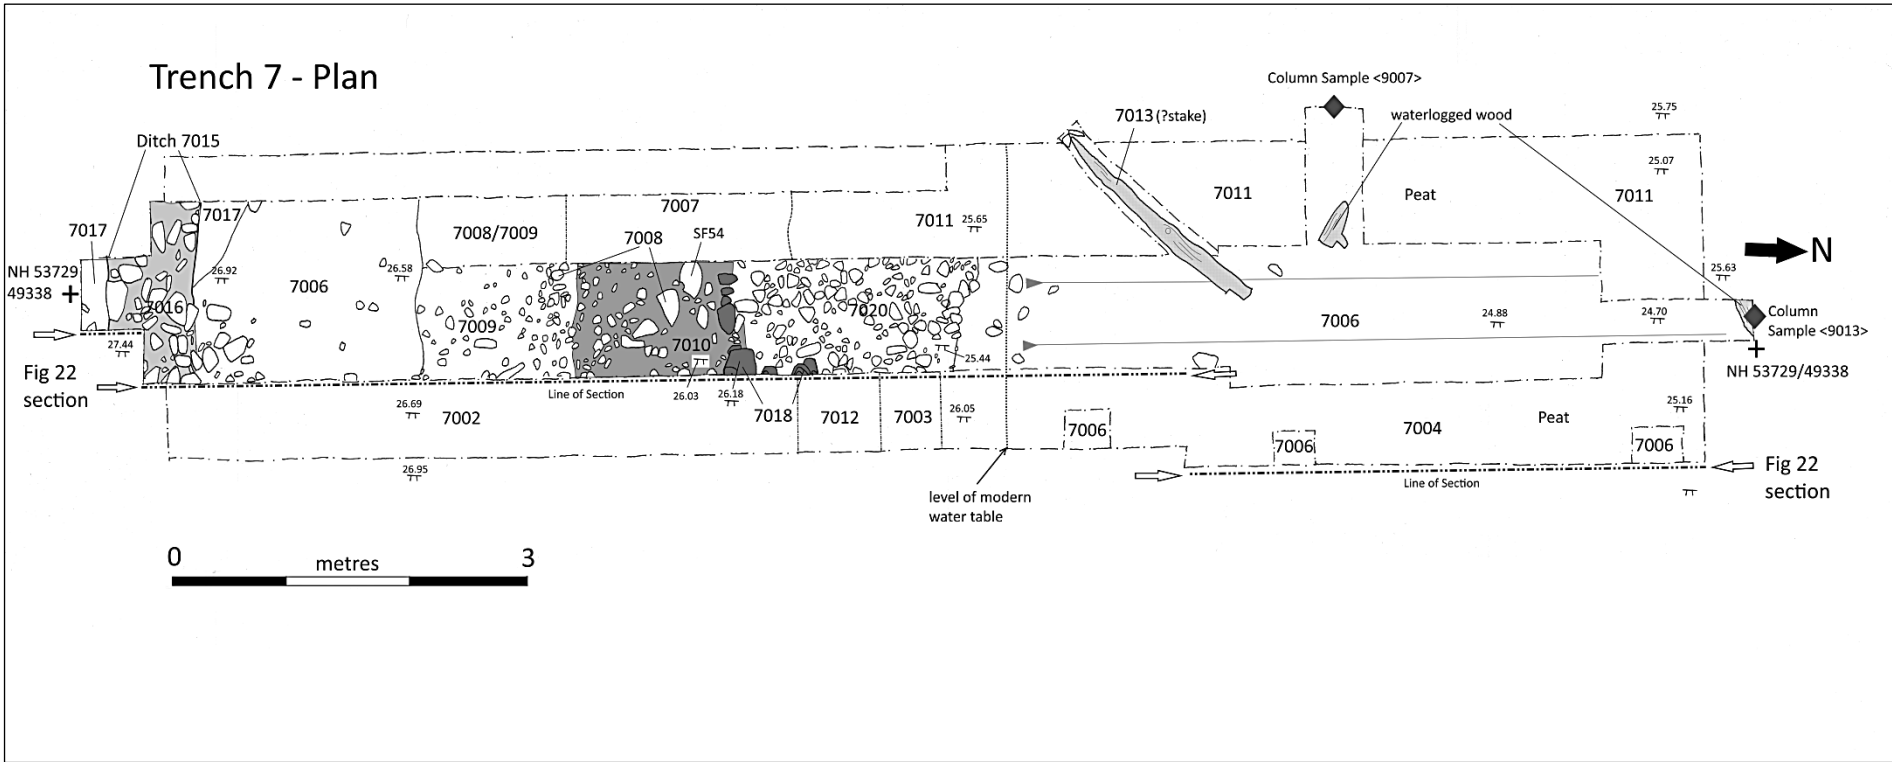 Trench 7 - Plan
Column Sample <9007>
7013 (?stake)
waterlogged wood
25.75
Ditch 7015
25.07
7011
Peat
7011
7017
7007
7017
7011
25.65
7008/7009
7008
SF54
N
NH 53729
49338
26.92
26.58
25.63
7006
7016
7009
7020
7006
24.88
24.70
Column
Sample <9013>
27.44
7010
25.44
NH 53729/49338
Fig 22
section
Line of Section
26.03
26.18
26.69
7002
7018
7012
7003
26.05
25.16
7006
7006
7004
Peat
7006
26.95
Fig 22
section
Line of Section
level of modern
water table
0
metres
3